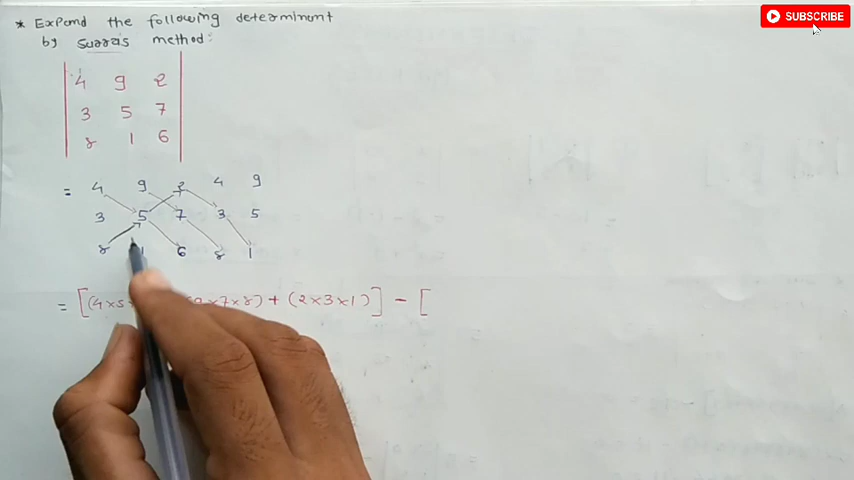 SUBSCRIBE
* Expand the following determinant
by surra's method:
4 9 2
3 5 7
8 1 6
= 4 9 2 4 9
3 5 7 3 5
8 1 6 8 1
= [(4×5 ×7×8) + (2×3×1)] - [